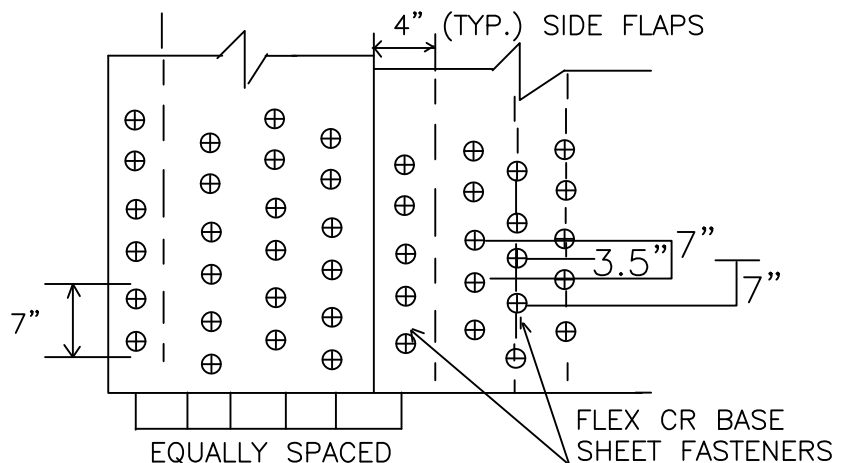 4" (TYP.) SIDE FLAPS
7"
3.5"
7"
7"
EQUALLY SPACED
FLEX CR BASE
SHEET FASTENERS